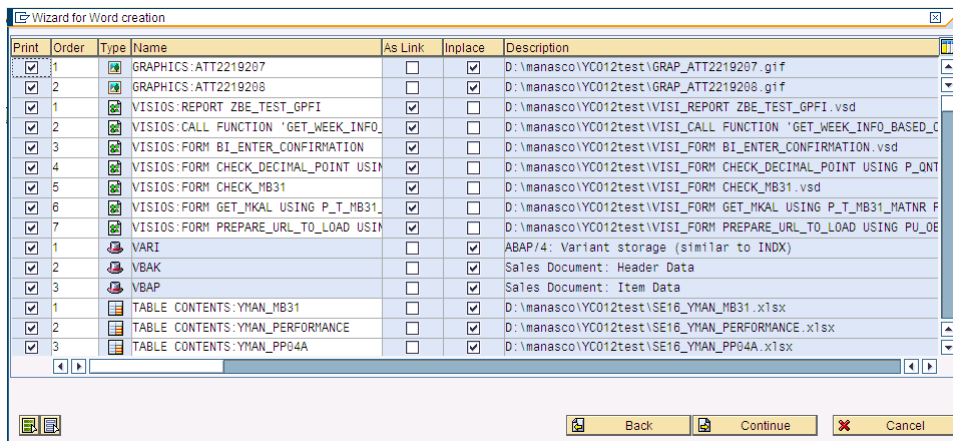 Wizard for Word creation
Print Order Type Name As Link Inplace Description
1 GRAPHICS:ATT2219207 D:\manasco\YC012test\GRAP_ATT2219207.gif
2 GRAPHICS:ATT2219208 D:\manasco\YC012test\GRAP_ATT2219208.gif
1 VISIOS:REPORT ZBE_TEST_GPFI D:\manasco\YC012test\VISI_REPORT ZBE_TEST_GPFI.vsd
2 VISIOS:CALL FUNCTION 'GET_WEEK_INFO_ D:\manasco\YC012test\VISI_CALL FUNCTION 'GET_WEEK_INFO_BASED_O
3 VISIOS:FORM BI_ENTER_CONFIRMATION D:\manasco\YC012test\VISI_FORM BI_ENTER_CONFIRMATION.vsd
4 VISIOS:FORM CHECK_DECIMAL_POINT USIN D:\manasco\YC012test\VISI_FORM CHECK_DECIMAL_POINT USING P_QNT
5 VISIOS:FORM CHECK_MB31 D:\manasco\YC012test\VISI_FORM CHECK_MB31.vsd
6 VISIOS:FORM GET_MKAL USING P_T_MB31_ D:\manasco\YC012test\VISI_FORM GET_MKAL USING P_T_MB31_MATNR P
7 VISIOS:FORM PREPARE_URL_TO_LOAD USIN D:\manasco\YC012test\VISI_FORM PREPARE_URL_TO_LOAD USING PU_OB
1 VARI ABAP/4: Variant storage (similar to INDX)
2 VBAK Sales Document: Header Data
3 VBAP Sales Document: Item Data
1 TABLE CONTENTS:YMAN_MB31 D:\manasco\YC012test\SE16_YMAN_MB31.xlsx
2 TABLE CONTENTS:YMAN_PERFORMANCE D:\manasco\YC012test\SE16_YMAN_PERFORMANCE.xlsx
3 TABLE CONTENTS:YMAN_PP04A D:\manasco\YC012test\SE16_YMAN_PP04A.xlsx
Back Continue Cancel